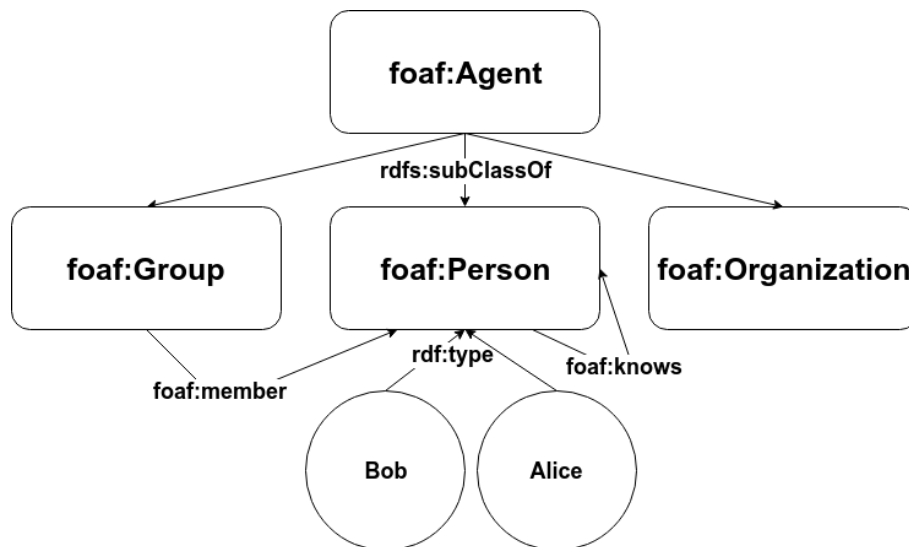 foaf:Agent
rdfs:subClassOf
foaf:Group
foaf:Person
foaf:Organization
rdf:type
foaf:knows
foaf:member
Bob
Alice